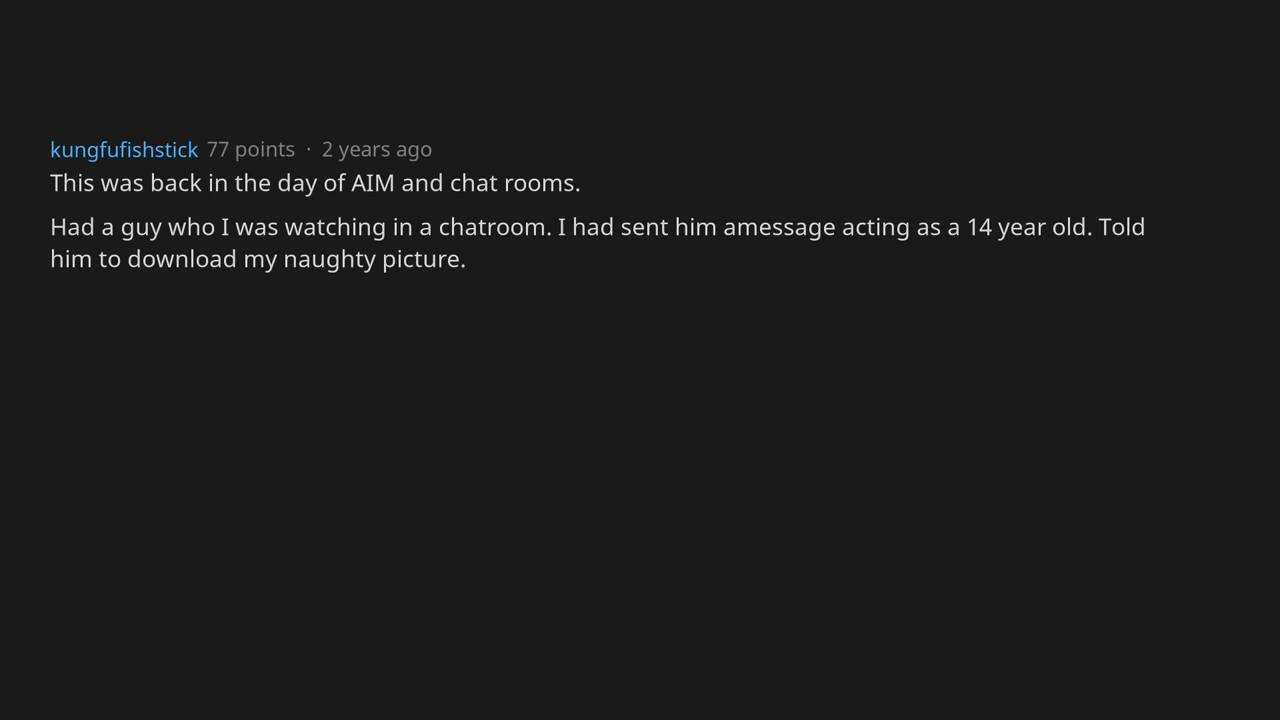 kungfufishstick 77 points · 2 years ago
This was back in the day of AIM and chat rooms.
Had a guy who I was watching in a chatroom. I had sent him amessage acting as a 14 year old. Told
him to download my naughty picture.